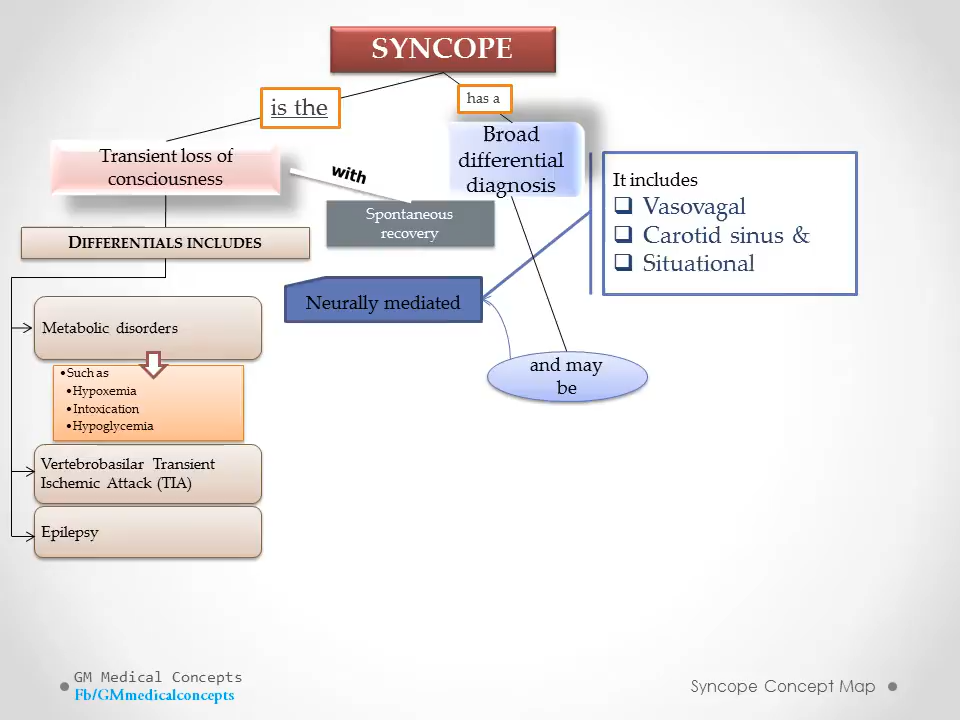 SYNCOPE
is the
has a
Transient loss of
consciousness
with
Spontaneous
recovery
Broad
differential
diagnosis
It includes
Vasovagal
Carotid sinus &
Situational
DIFFERENTIALS INCLUDES
Neurally mediated
and may
be
Metabolic disorders
•Such as
•Hypoxemia
•Intoxication
•Hypoglycemia
Vertebrobasilar Transient
Ischemic Attack (TIA)
Epilepsy
GM Medical Concepts
Fb/GMmedicalconcepts
Syncope Concept Map